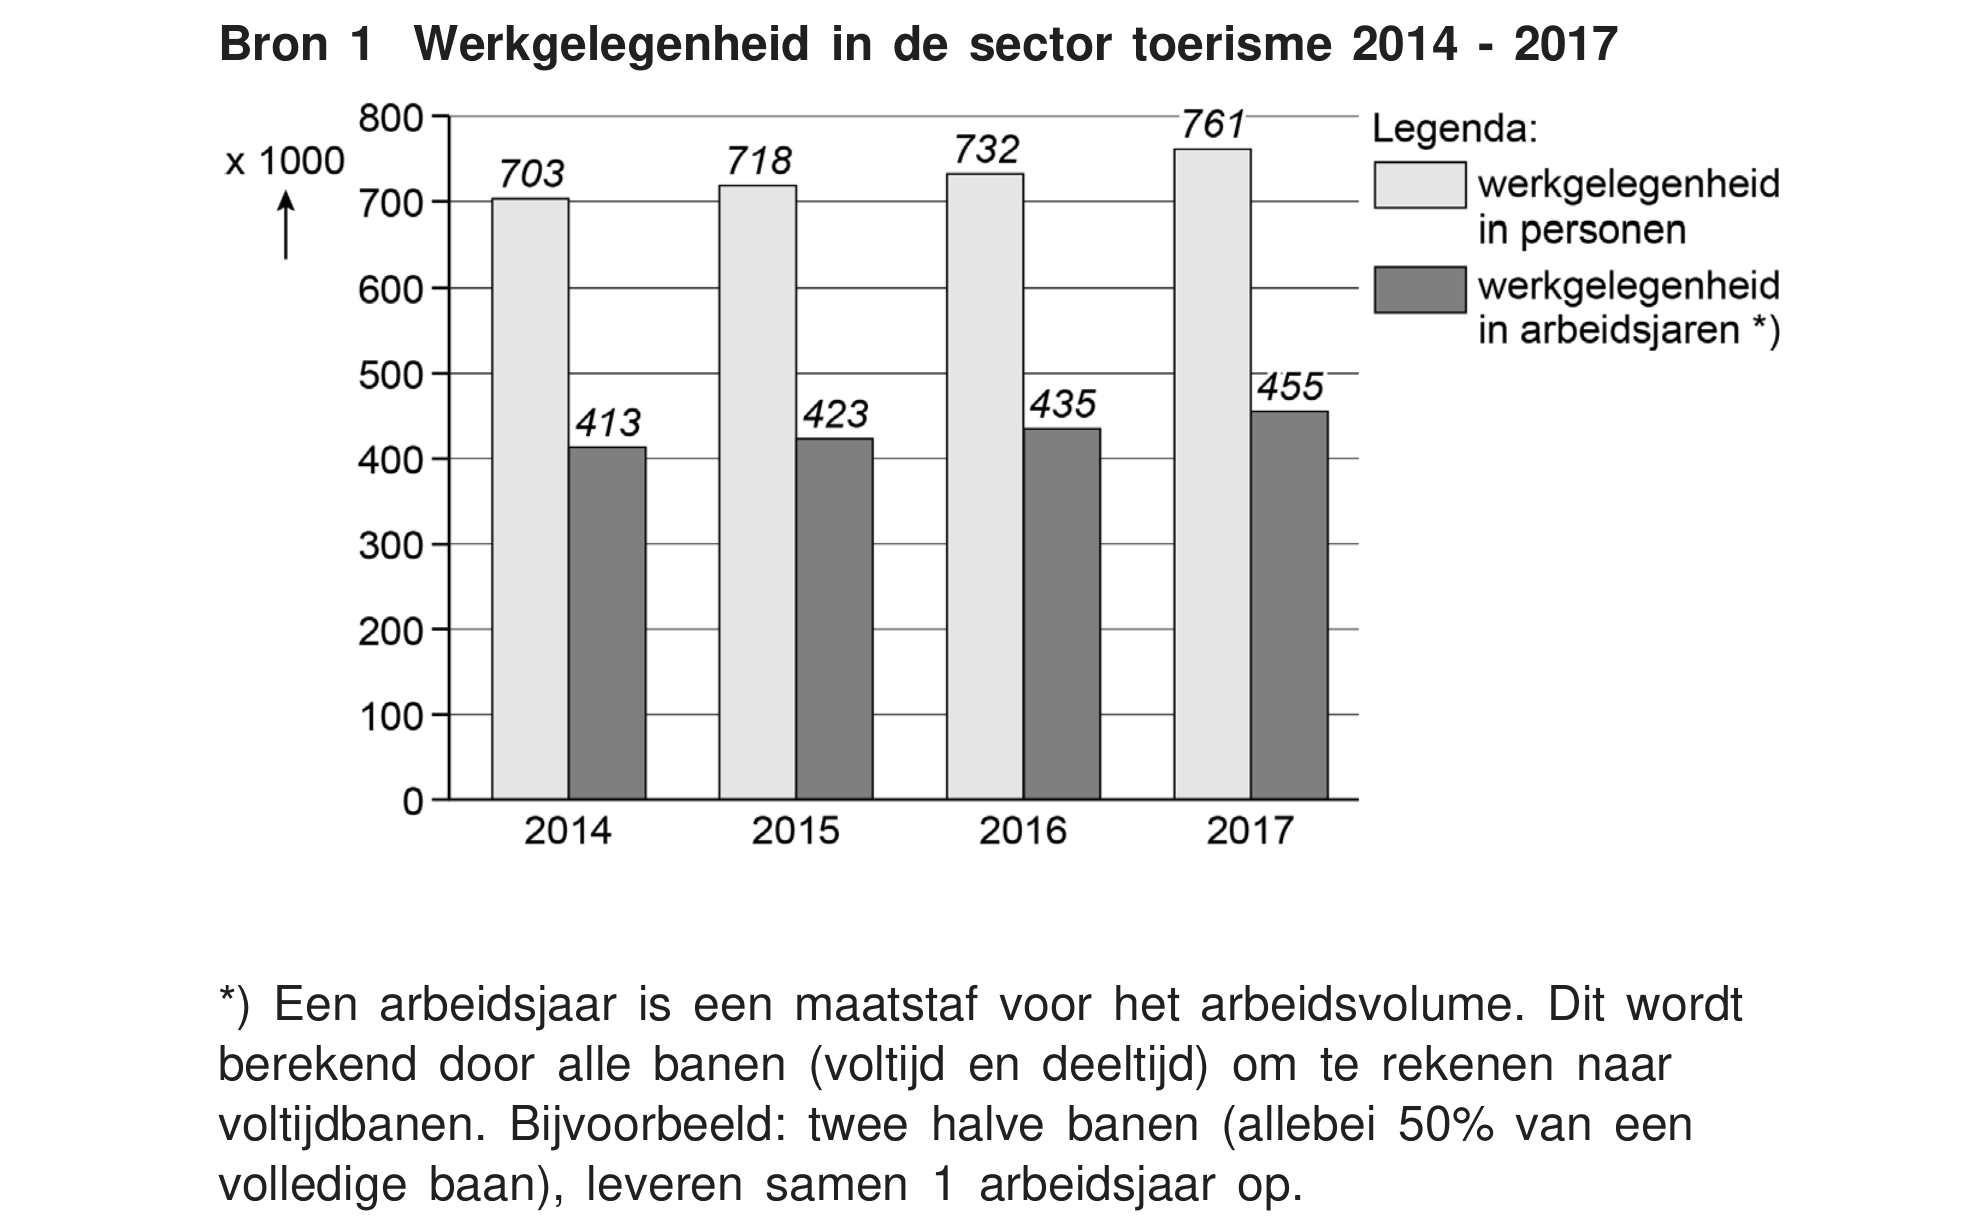 Bron 1 Werkgelegenheid in de sector toerisme 2014 - 2017
x 1000
800
700
600
500
400
300
200
100
0
703
413
718
423
732
435
761
455
2014
2015
2016
2017
Legenda:
werkgelegenheid
in personen
werkgelegenheid
in arbeidsjaren *)
*) Een arbeidsjaar is een maatstaf voor het arbeidsvolume. Dit wordt
berekend door alle banen (voltijd en deeltijd) om te rekenen naar
voltijdbanen. Bijvoorbeeld: twee halve banen (allebei 50% van een
volledige baan), leveren samen 1 arbeidsjaar op.